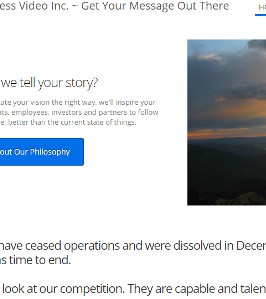 ess Video Inc. ~ Get Your Message Out There
HO
we tell your story?
cate your vision the right way, we'll inspire your
nts, employees, investors and partners to follow
e, better than the current state of things.
out Our Philosophy
have ceased operations and were dissolved in Decem
s time to end.
look at our competition. They are capable and talen